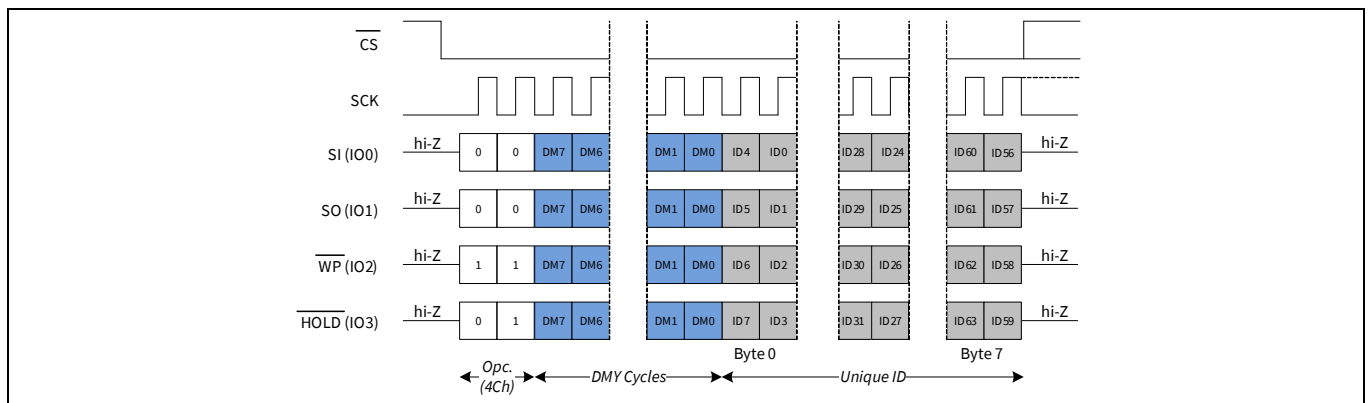 CS
SCK
SI (IO0) hi-Z 0 0 DM7 DM6 DM1 DM0 ID4 ID0 ID28 ID24 ID60 ID56 hi-Z
SO (IO1) hi-Z 0 0 DM7 DM6 DM1 DM0 ID5 ID1 ID29 ID25 ID61 ID57
WP (IO2) hi-Z 1 1 DM7 DM6 DM1 DM0 ID6 ID2 ID30 ID26 ID62 ID58 hi-Z
HOLD (IO3) hi-Z 0 1 DM7 DM6 DM1 DM0 ID7 ID3 ID31 ID27 ID63 ID59 hi-Z
Byte 0 Byte 7
Opc.
(4Ch) DMY Cycles Unique ID